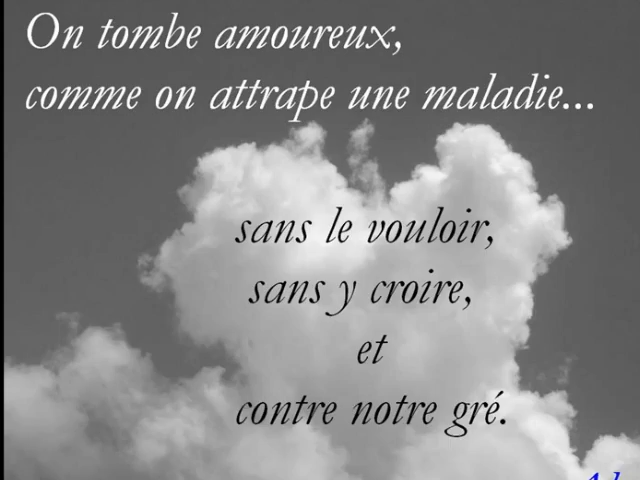 On tombe amoureux,
comme on attrape une maladie...
sans le vouloir,
sans y croire,
et
contre notre gré.